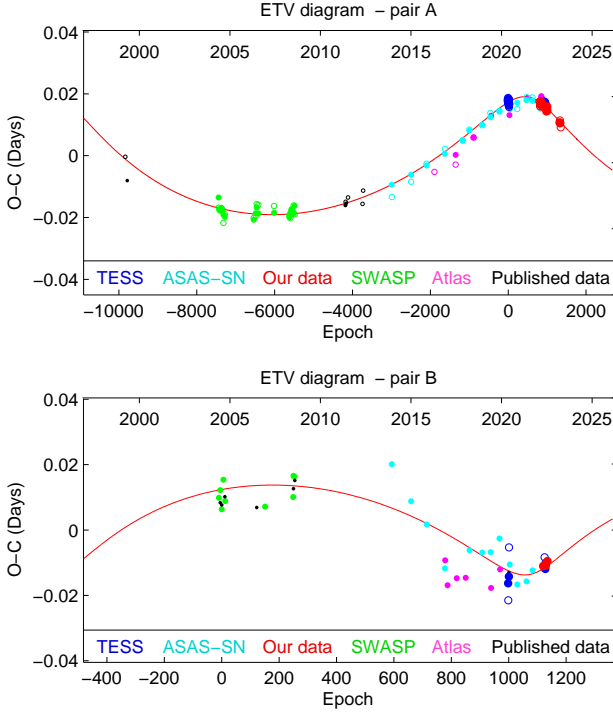 ETV diagram – pair A
2000 2005 2010 2015 2020 2025
0.04
0.02
0
−0.02
−0.04
O−C (Days)
TESS ASAS−SN Our data SWASP Atlas Published data
−10000 −8000 −6000 −4000 −2000 0 2000
Epoch
ETV diagram – pair B
2000 2005 2010 2015 2020 2025
0.04
0.02
0
−0.02
−0.04
O−C (Days)
TESS ASAS−SN Our data SWASP Atlas Published data
−400 −200 0 200 400 600 800 1000 1200
Epoch